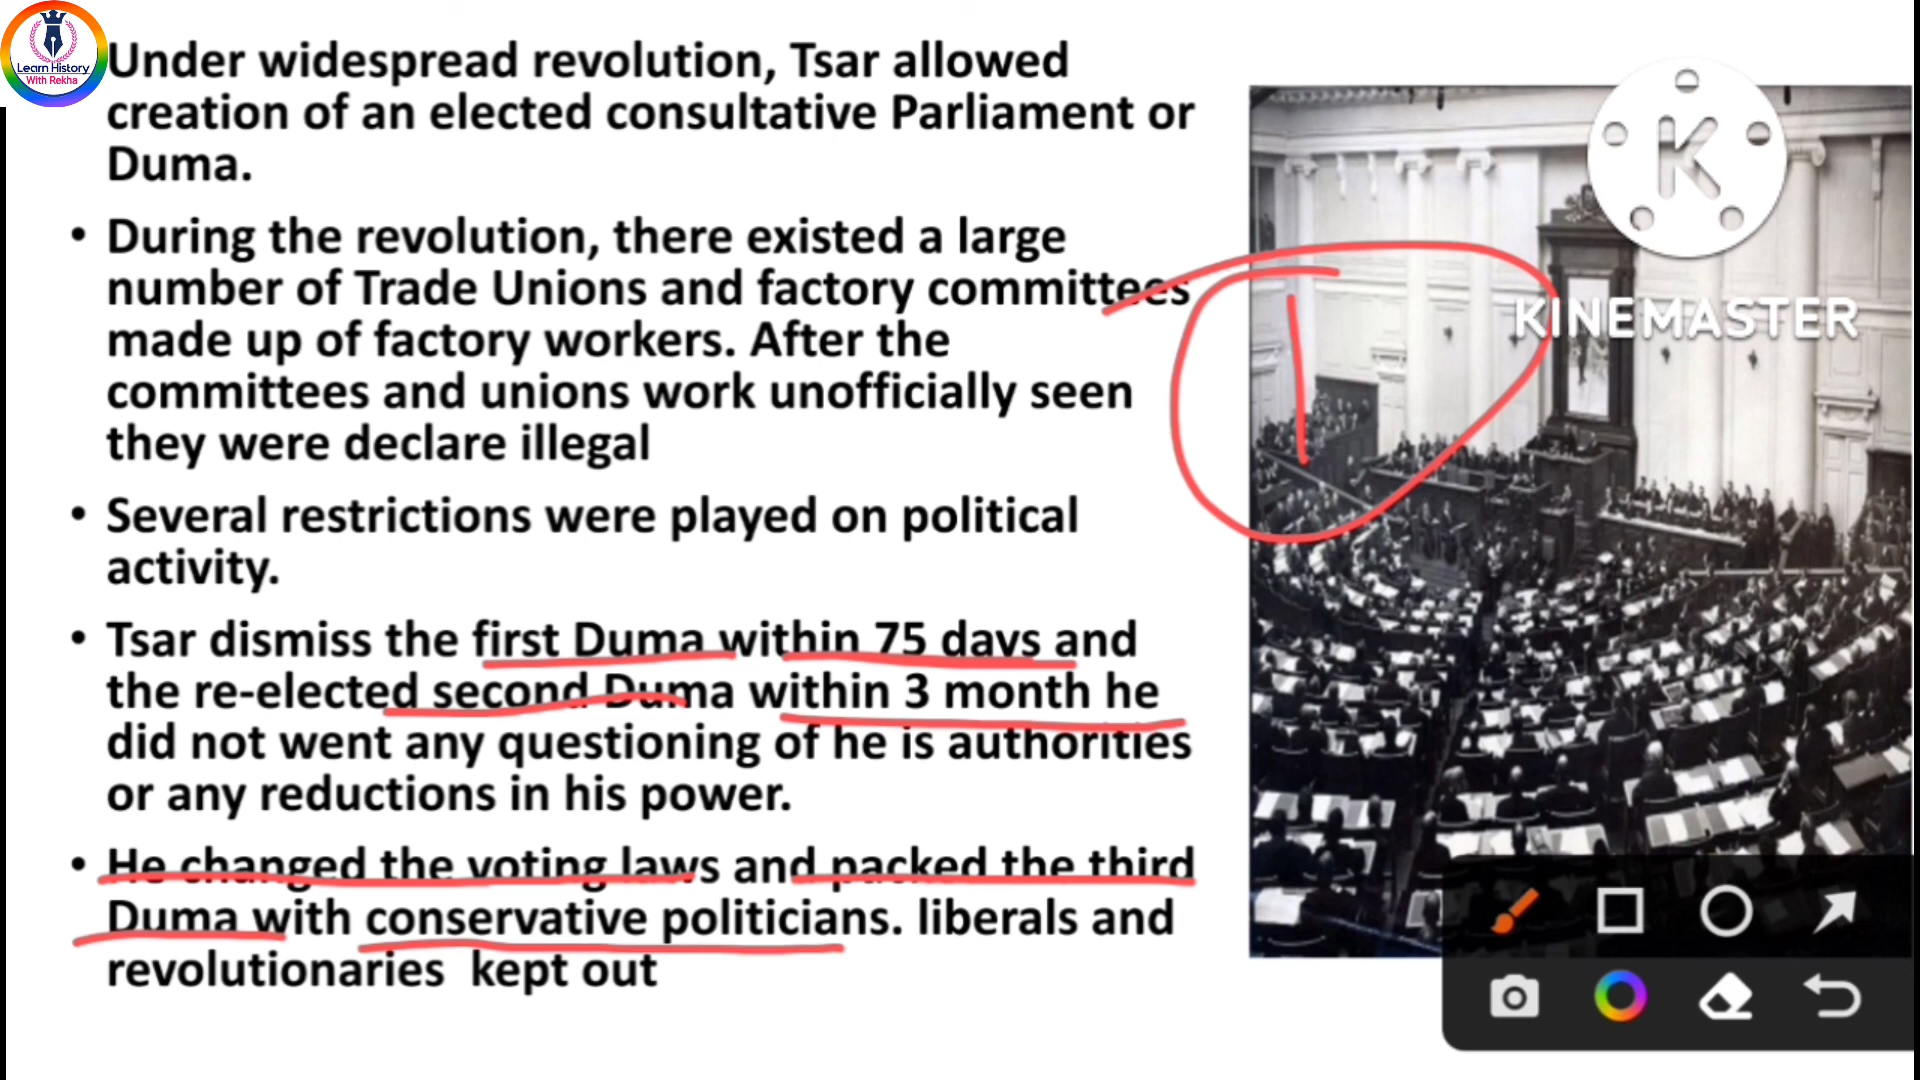 Learn History
With Rekha
Under widespread revolution, Tsar allowed
creation of an elected consultative Parliament or
Duma.
• During the revolution, there existed a large
number of Trade Unions and factory committees
made up of factory workers. After the
committees and unions work unofficially seen
they were declare illegal
• Several restrictions were played on political
activity.
• Tsar dismiss the first Duma within 75 days and
the re-elected second Duma within 3 month he
did not went any questioning of he is authorities
or any reductions in his power.
• He changed the voting laws and packed the third
Duma with conservative politicians. liberals and
revolutionaries kept out
K
KINEMASTER